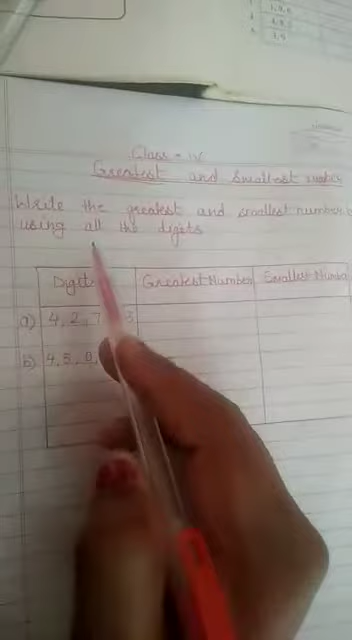 Class - IV
Greatest and Smallest number
Write the greatest and smallest number
using all the digits
Digits Greatest Number Smallest Number
a) 4, 2, 7 3
b) 4, 5, 0,